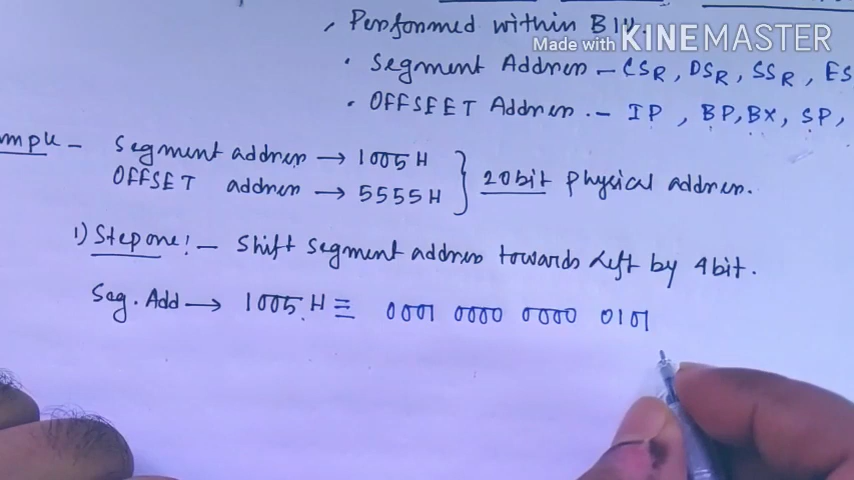 , Performed within BIU.
Made with KINEMASTER
• Segment Address – CSR, DSR, SSR, ES
• OFFSEET Address. – IP, BP, BX, SP,
mple – Segment address → 1005 H
OFFSET address → 5555 H } 20 bit Physical address.
1) Step one! – Shift segment address towards left by 4 bit.
Seg. Add → 1005 H ≡ 0001 0000 0000 0101